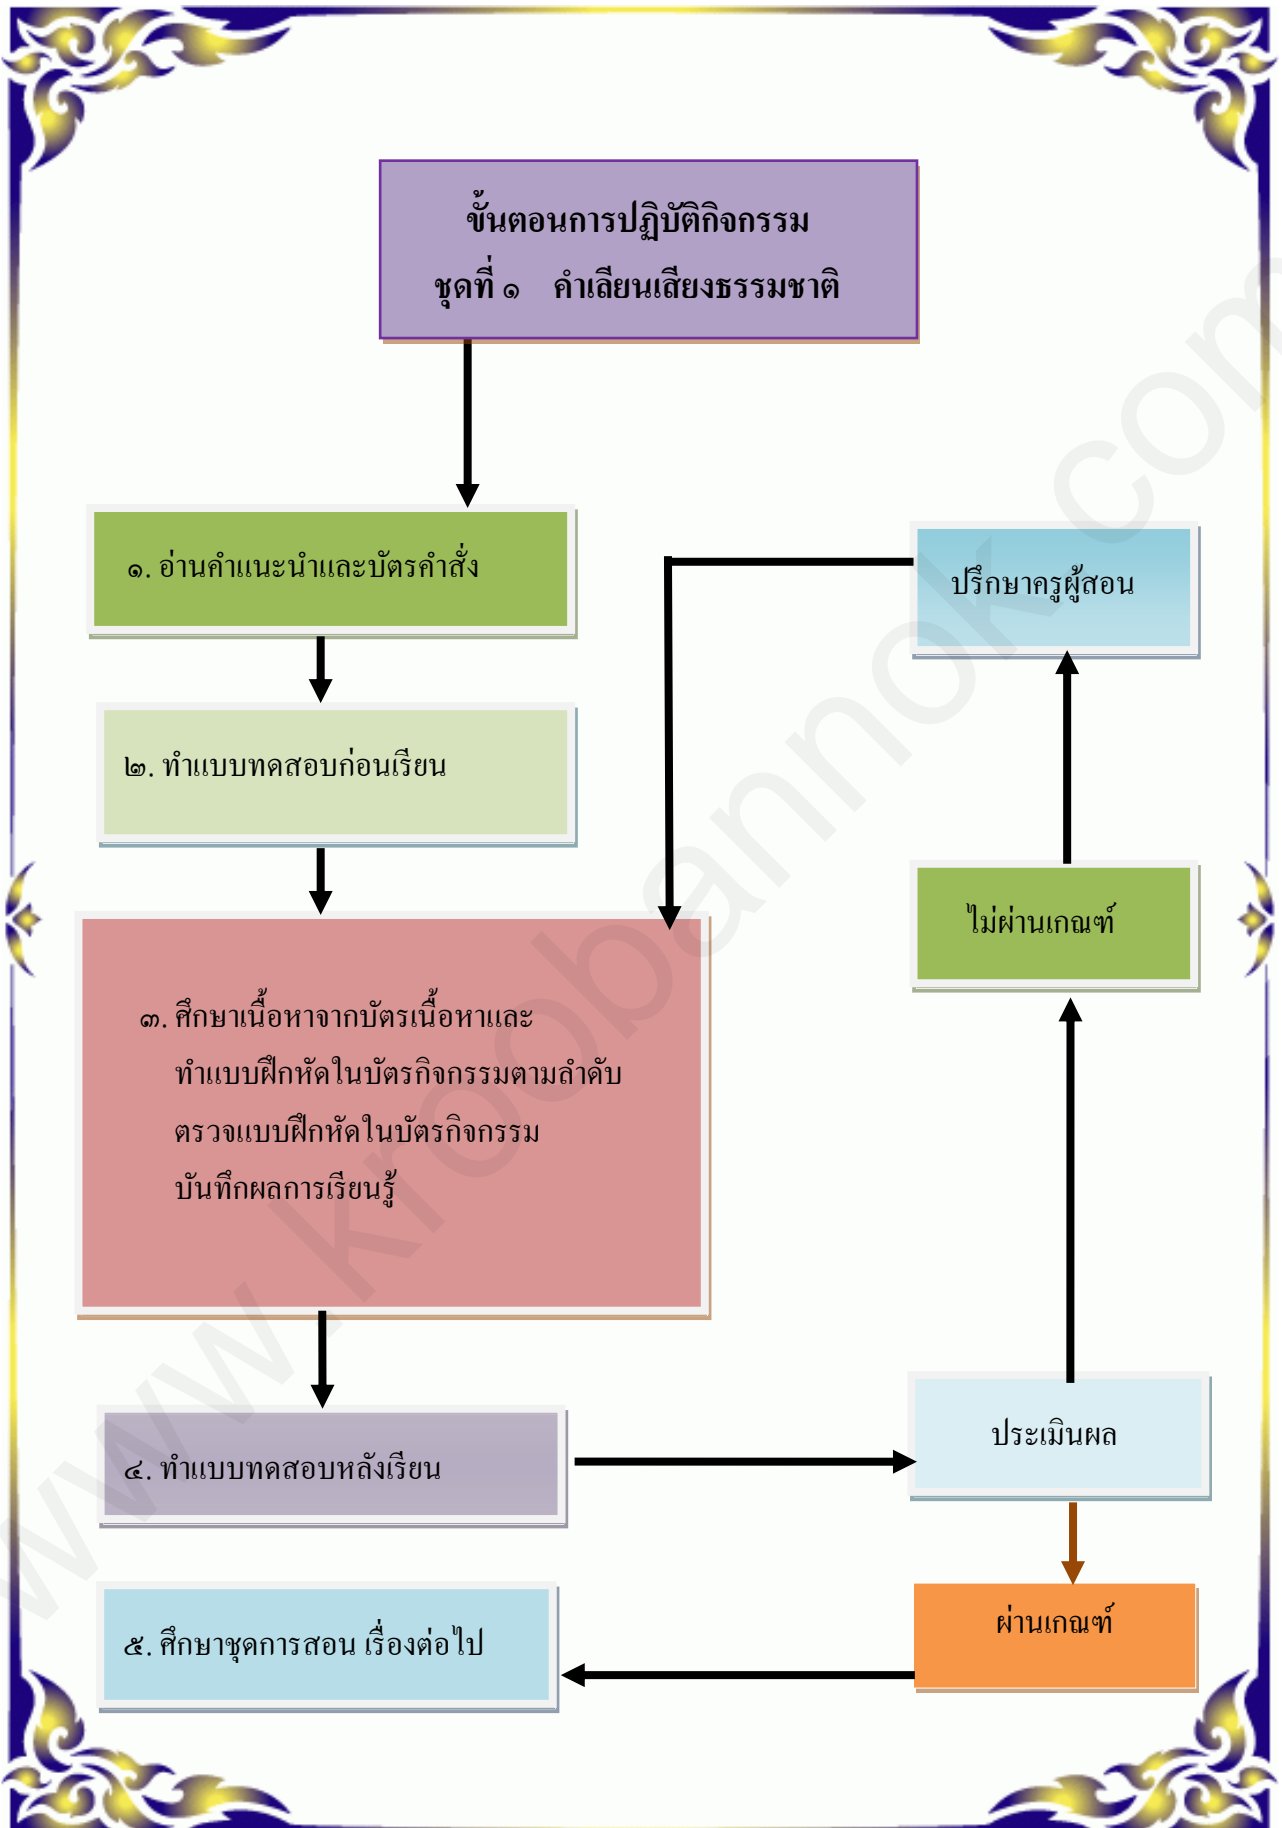 ขั้นตอนการปฏิบัติกิจกรรม
ชุดที่ ๑ คำเลียนเสียงธรรมชาติ
๑. อ่านคำแนะนำและบัตรคำสั่ง
ปรึกษาครูผู้สอน
๒. ทำแบบทดสอบก่อนเรียน
ไม่ผ่านเกณฑ์
๓. ศึกษาเนื้อหาจากบัตรเนื้อหาและ
ทำแบบฝึกหัดในบัตรกิจกรรมตามลำดับ
ตรวจแบบฝึกหัดในบัตรกิจกรรม
บันทึกผลการเรียนรู้
ประเมินผล
๔. ทำแบบทดสอบหลังเรียน
ผ่านเกณฑ์
๕. ศึกษาชุดการสอน เรื่องต่อไป
www.kroobannok.com